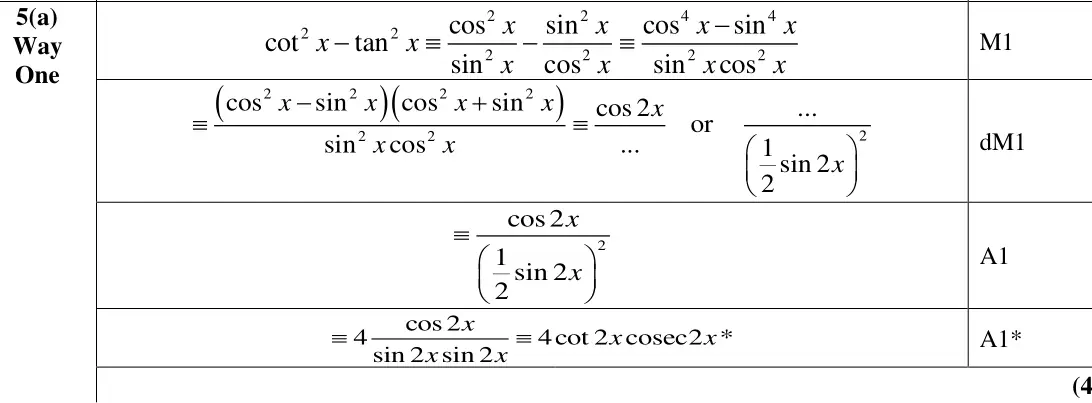 5(a) Way One
cot² x − tan² x ≡ cos² x / sin² x − sin² x / cos² x ≡ (cos⁴ x − sin⁴ x) / (sin² x cos² x) M1
≡ (cos² x − sin² x)(cos² x + sin² x) / (sin² x cos² x) ≡ cos 2x / ... or ... / (1/2 sin 2x)² dM1
≡ cos 2x / (1/2 sin 2x)² A1
≡ 4 cos 2x / (sin 2x sin 2x) ≡ 4 cot 2x cosec2x * A1*
(4